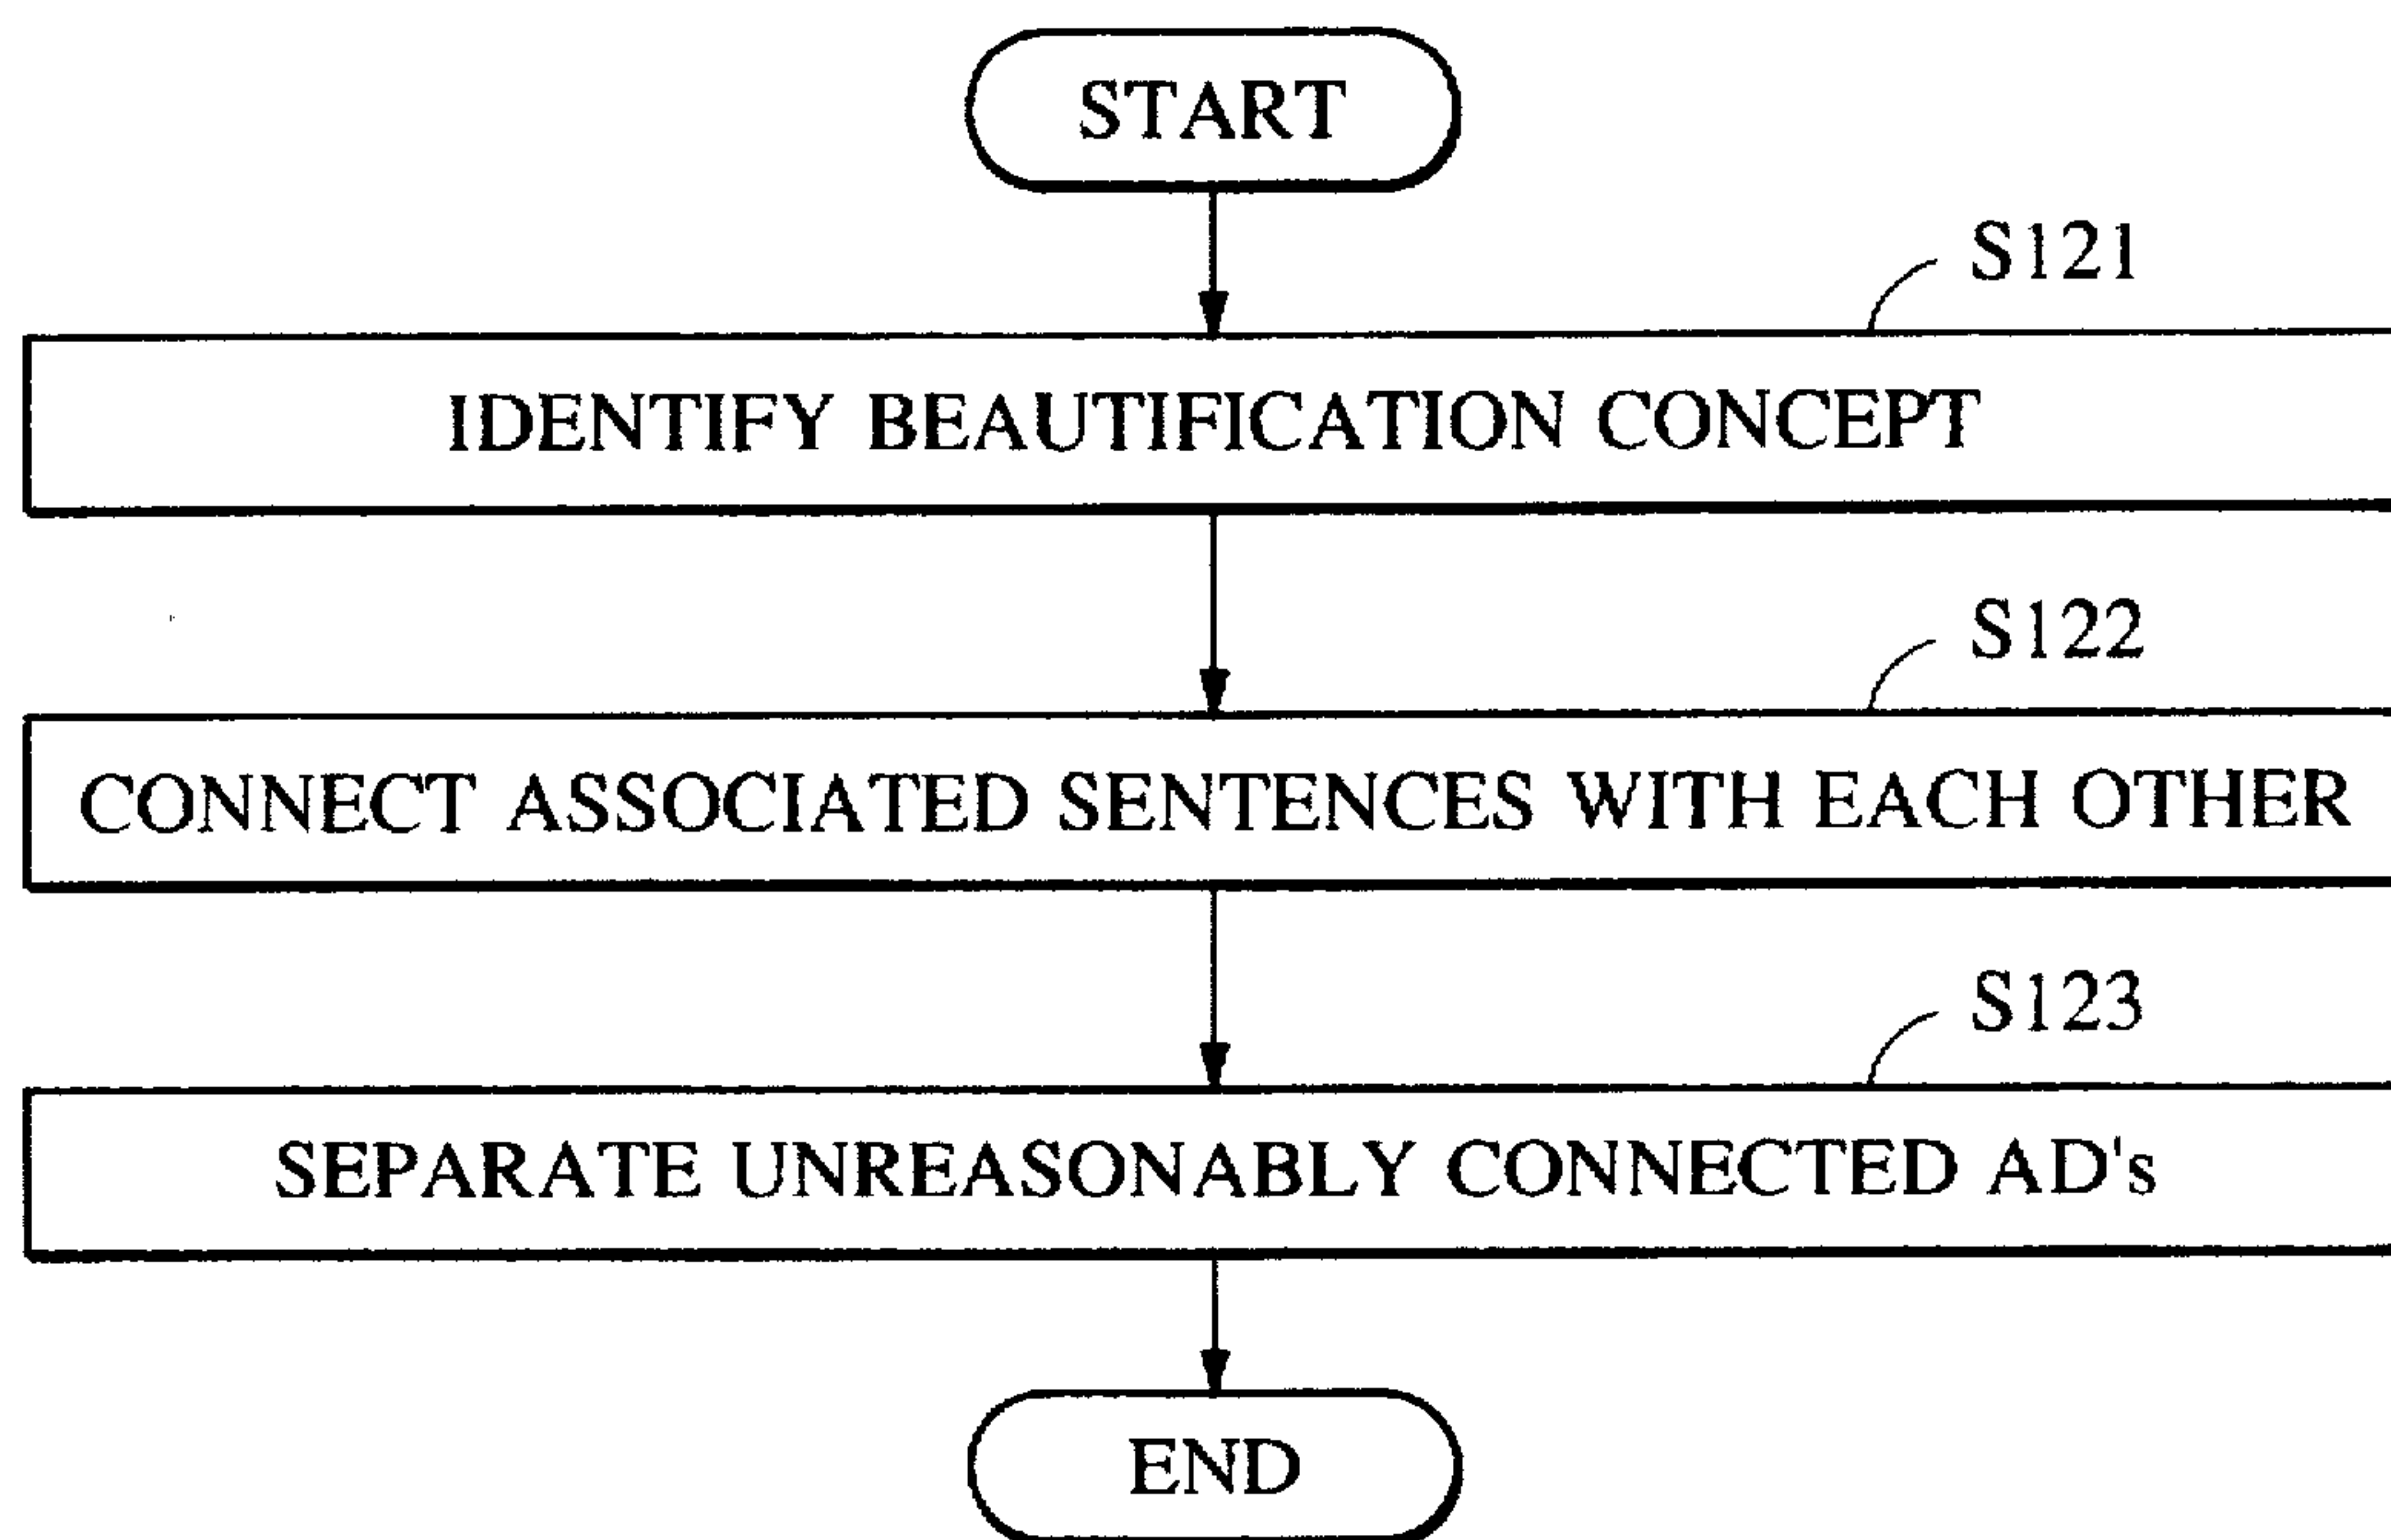 START
S121
IDENTIFY BEAUTIFICATION CONCEPT
S122
CONNECT ASSOCIATED SENTENCES WITH EACH OTHER
S123
SEPARATE UNREASONABLY CONNECTED AD's
END